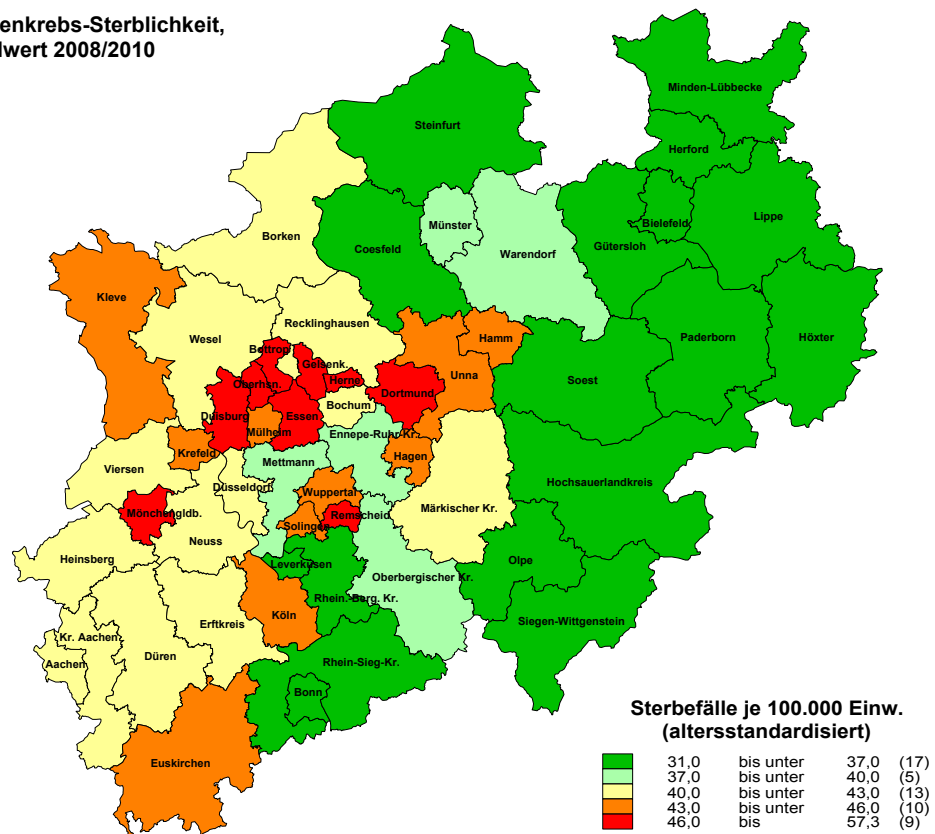 enkrebs-Sterblichkeit,
lwert 2008/2010
Minden-Lübbecke
Steinfurt
Herford
Lippe
Bielefeld
Münster
Borken
Gütersloh
Coesfeld
Warendorf
Kleve
Recklinghausen
Wesel
Hamm
Paderborn
Höxter
Bottrop
Gelsenk.
Unna
Soest
Oberhsn.
Herne
Dortmund
Bochum
Duisburg
Essen
Mülheim
Ennepe-Ruhr-Kr.
Krefeld
Hagen
Mettmann
Viersen
Hochsauerlandkreis
Düsseldorf
Wuppertal
Märkischer Kr.
Mönchengldb.
Remscheid
Solingen
Neuss
Heinsberg
Olpe
Leverkusen
Oberbergischer Kr.
Rhein.-Berg. Kr.
Köln
Erftkreis
Siegen-Wittgenstein
Kr. Aachen
Düren
Aachen
Rhein-Sieg-Kr.
Bonn
Euskirchen
Sterbefälle je 100.000 Einw.
(altersstandardisiert)
31,0 bis unter 37,0 (17)
37,0 bis unter 40,0 (5)
40,0 bis unter 43,0 (13)
43,0 bis unter 46,0 (10)
46,0 bis 57,3 (9)